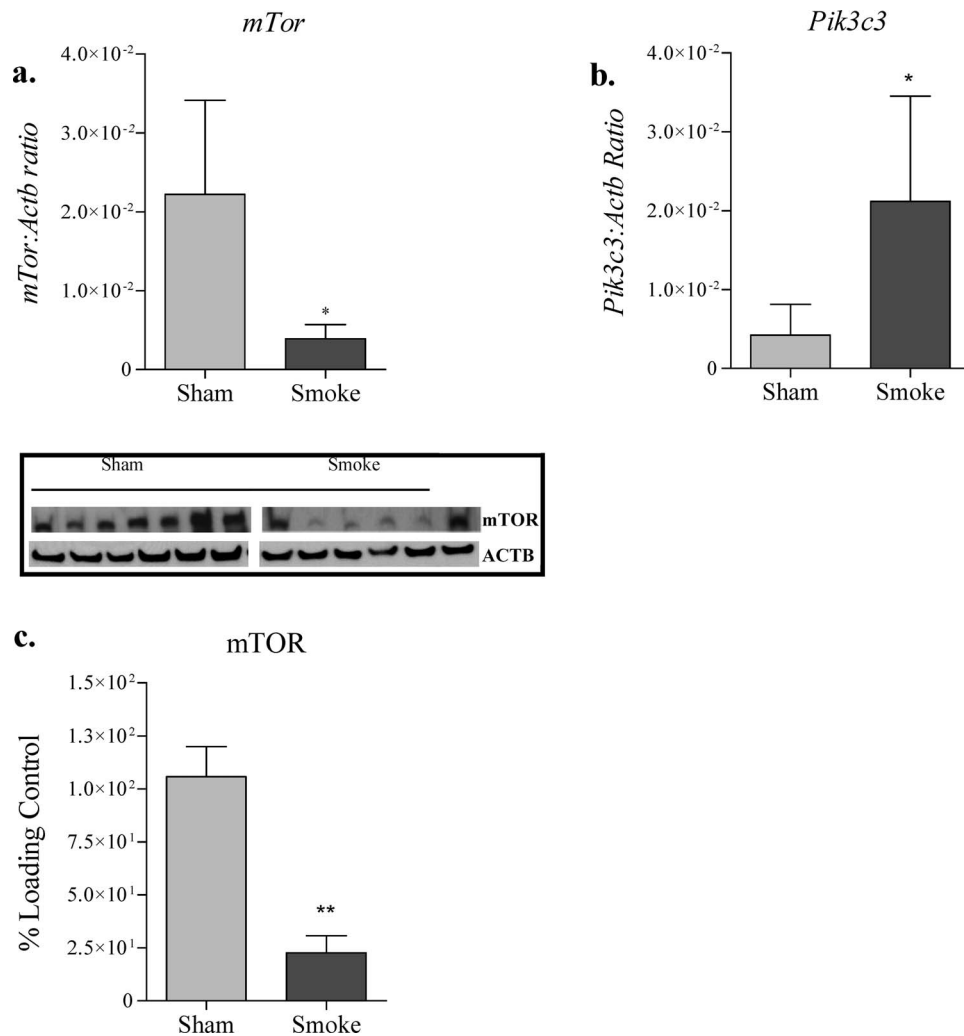 a.
mTor
mTor:Actb ratio
4.0×10⁻²
3.0×10⁻²
2.0×10⁻²
1.0×10⁻²
0
*
Sham Smoke
b.
Pik3c3
Pik3c3:Actb Ratio
4.0×10⁻²
3.0×10⁻²
2.0×10⁻²
1.0×10⁻²
0
*
Sham Smoke
Sham Smoke
mTOR
ACTB
c.
mTOR
% Loading Control
1.5×10²
1.3×10²
1.0×10²
7.5×10¹
5.0×10¹
2.5×10¹
0
**
Sham Smoke